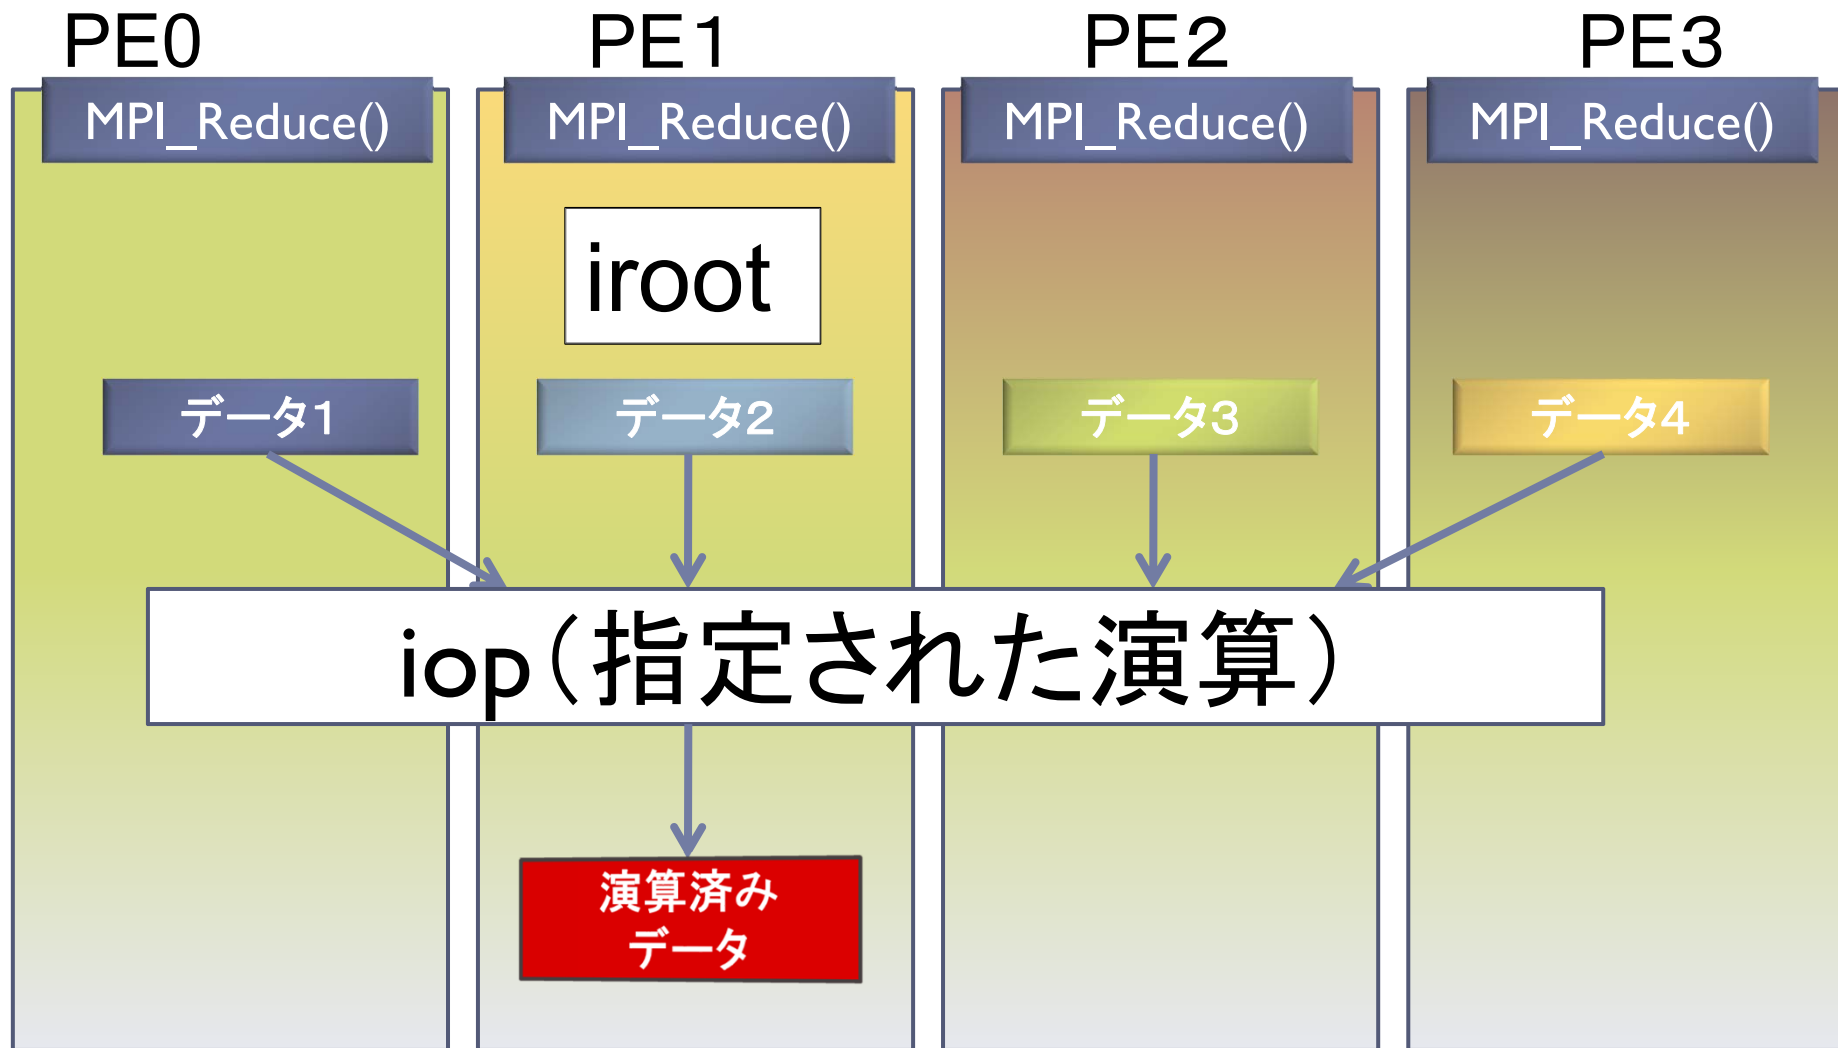 PE0 PE1 PE2 PE3
MPI_Reduce() MPI_Reduce() MPI_Reduce() MPI_Reduce()
iroot
データ1 データ2 データ3 データ4
iop（指定された演算）
演算済み
データ